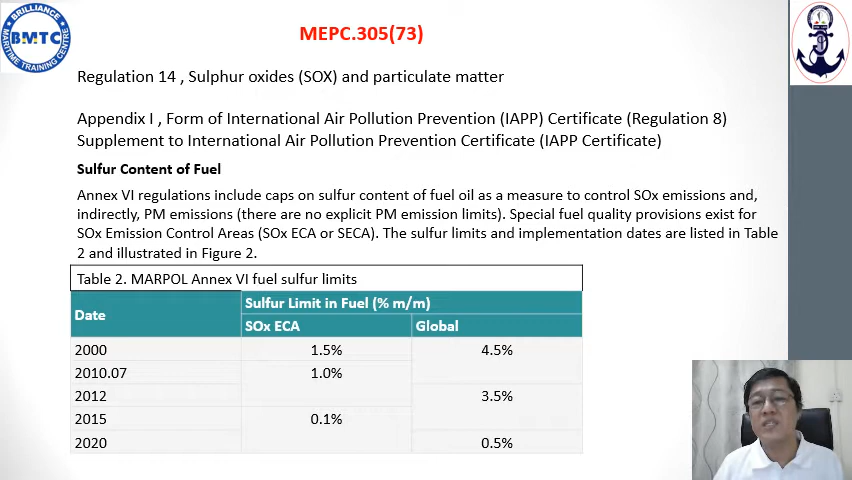 BRILLIANCE
BMTC
MARITIME TRAINING CENTRE
MEPC.305(73)
Regulation 14 , Sulphur oxides (SOX) and particulate matter
Appendix I , Form of International Air Pollution Prevention (IAPP) Certificate (Regulation 8)
Supplement to International Air Pollution Prevention Certificate (IAPP Certificate)
Sulfur Content of Fuel
Annex VI regulations include caps on sulfur content of fuel oil as a measure to control SOx emissions and,
indirectly, PM emissions (there are no explicit PM emission limits). Special fuel quality provisions exist for
SOx Emission Control Areas (SOx ECA or SECA). The sulfur limits and implementation dates are listed in Table
2 and illustrated in Figure 2.
Table 2. MARPOL Annex VI fuel sulfur limits
Date
Sulfur Limit in Fuel (% m/m)
SOx ECA Global
2000 1.5% 4.5%
2010.07 1.0%
2012 3.5%
2015 0.1%
2020 0.5%